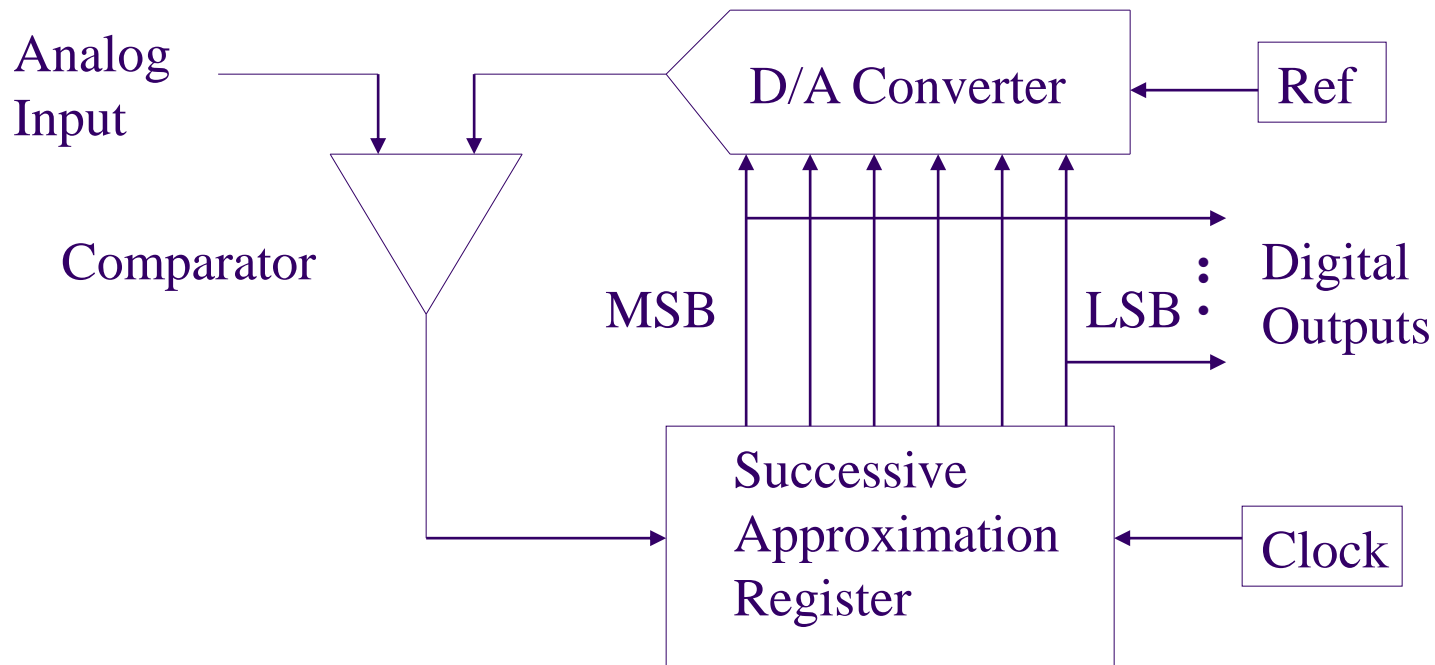 Analog
Input
D/A Converter
Ref
Comparator
MSB
LSB
Digital
Outputs
Successive
Approximation
Register
Clock